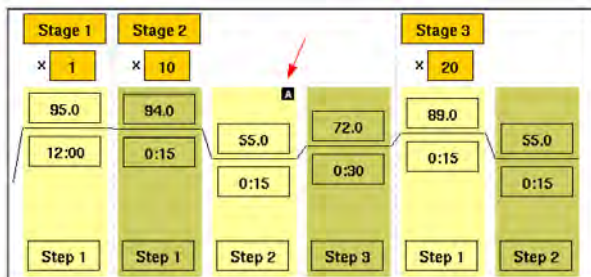 Stage 1 Stage 2 Stage 3
× 1 × 10 × 20
A
95.0 94.0 55.0 72.0 89.0 55.0
12:00 0:15 0:15 0:30 0:15 0:15
Step 1 Step 1 Step 2 Step 3 Step 1 Step 2